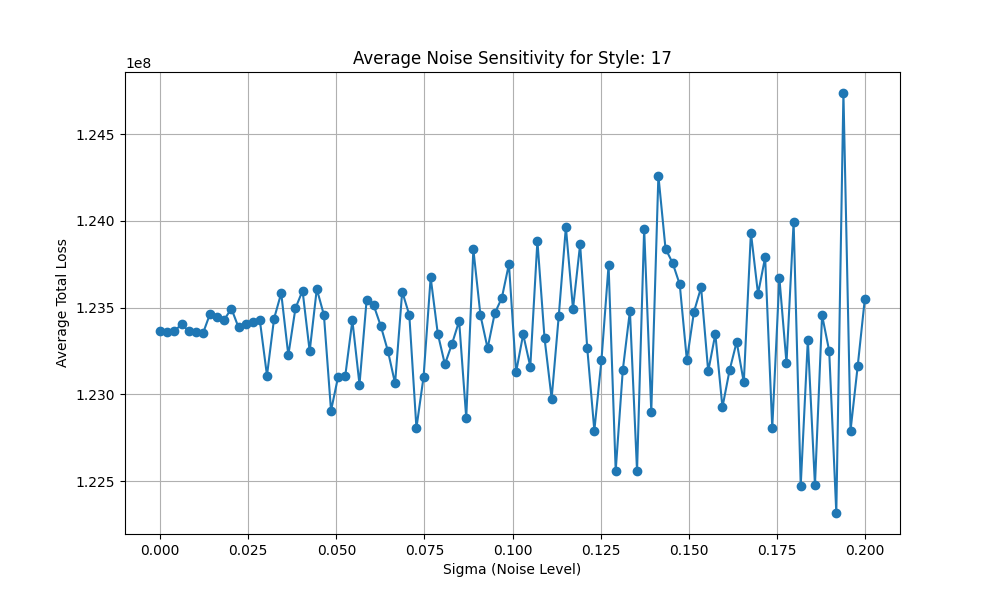 Average Noise Sensitivity for Style: 17
1e8
1.245
1.240
1.235
1.230
1.225
Average Total Loss
0.000 0.025 0.050 0.075 0.100 0.125 0.150 0.175 0.200
Sigma (Noise Level)